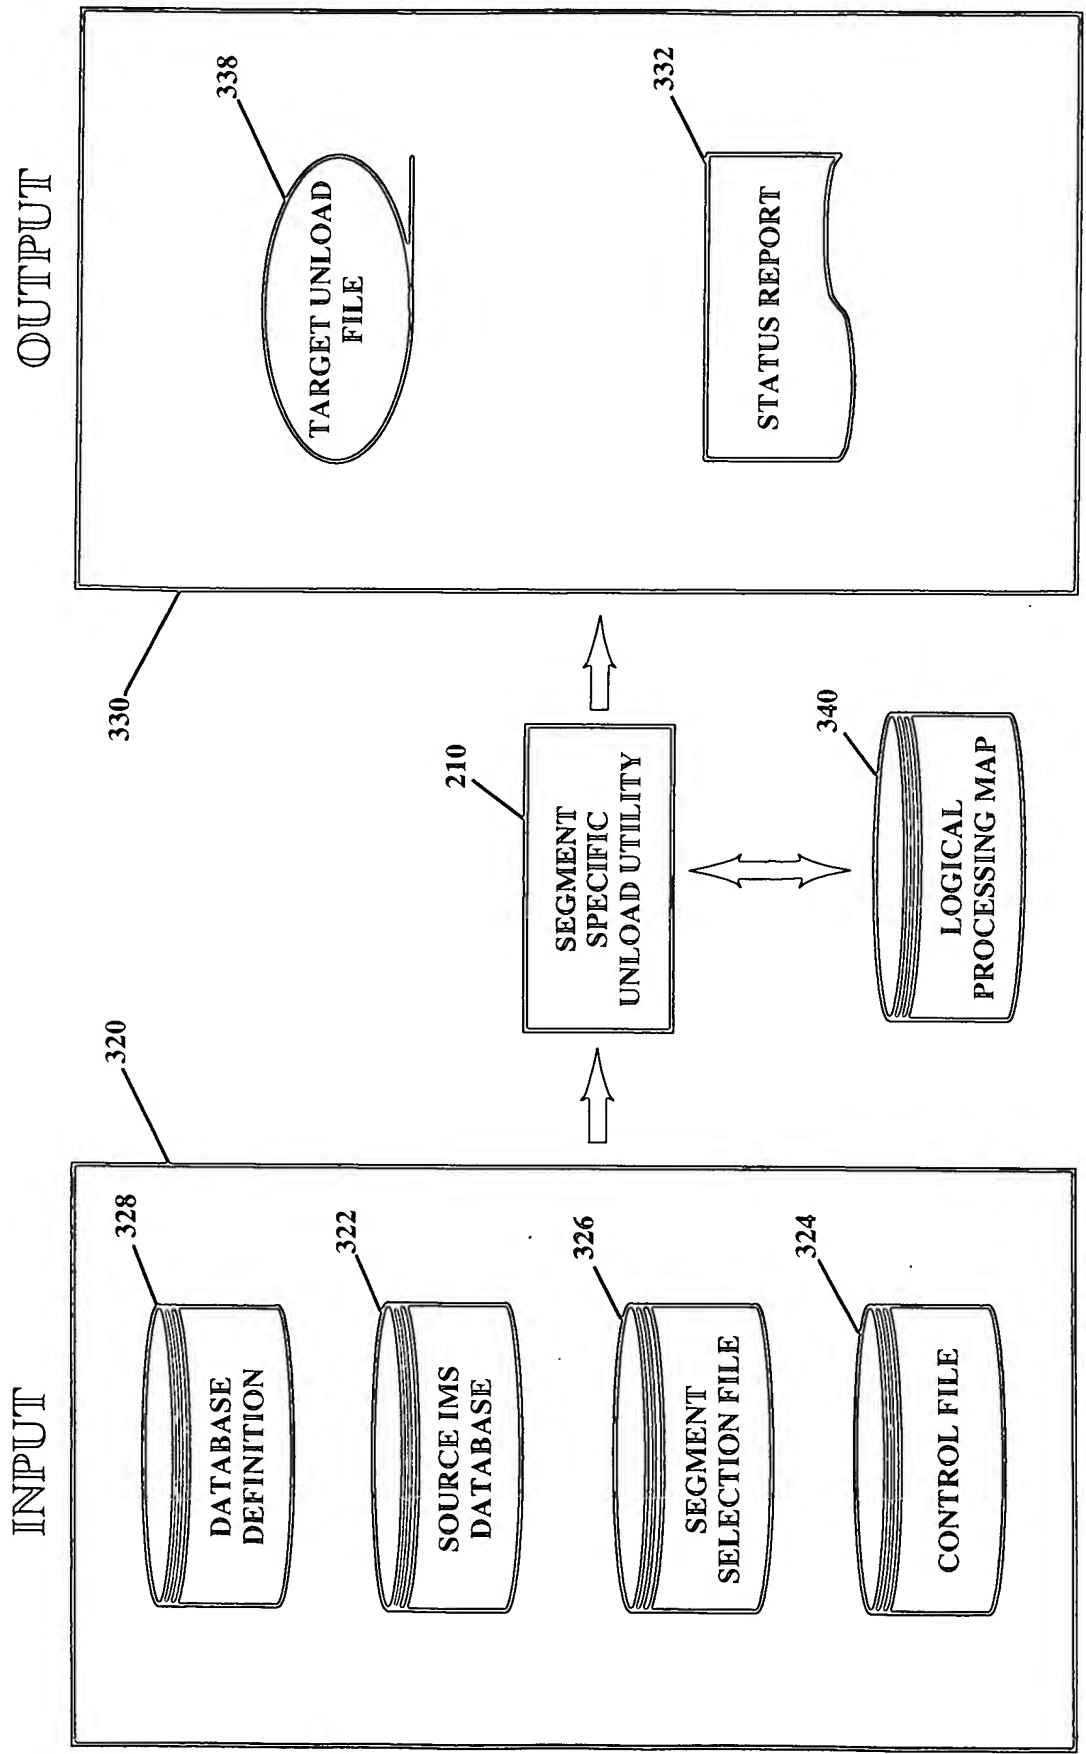 INPUT
320
328
DATABASE
DEFINITION
322
SOURCE IMS
DATABASE
326
SEGMENT
SELECTION FILE
324
CONTROL FILE
210
SEGMENT
SPECIFIC
UNLOAD UTILITY
340
LOGICAL
PROCESSING MAP
OUTPUT
330
338
TARGET UNLOAD
FILE
332
STATUS REPORT